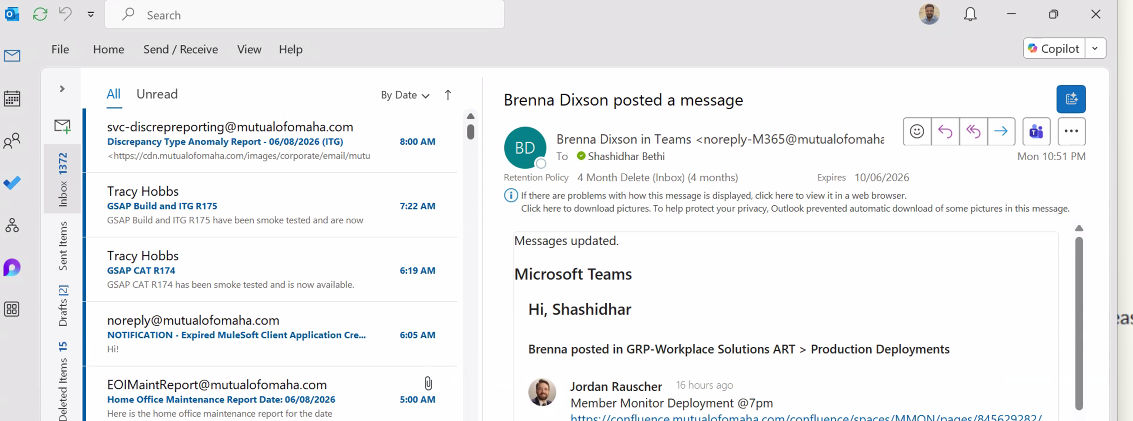 Search
File Home Send / Receive View Help
Copilot
All Unread
By Date
svc-discrepreporting@mutualofomaha.com
Discrepancy Type Anomaly Report - 06/08/2026 (ITG) 8:00 AM
<https://cdn.mutualofomaha.com/images/corporate/email/mutu
Tracy Hobbs
GSAP Build and ITG R175 7:22 AM
GSAP Build and ITG R175 have been smoke tested and are now
Tracy Hobbs
GSAP CAT R174 6:19 AM
GSAP CAT R174 has been smoke tested and is now available.
noreply@mutualofomaha.com
NOTIFICATION - Expired MuleSoft Client Application Cre... 6:05 AM
Hi!
EOIMaintReport@mutualofomaha.com
Home Office Maintenance Report Date: 06/08/2026 5:00 AM
Here is the home office maintenance report for the date
Inbox 1372
Sent Items
Drafts [2]
Deleted Items 15
Brenna Dixson posted a message
BD
Brenna Dixson in Teams <noreply-M365@mutualofomaha
To Shashidhar Bethi
Mon 10:51 PM
Retention Policy 4 Month Delete (Inbox) (4 months) Expires 10/06/2026
If there are problems with how this message is displayed, click here to view it in a web browser.
Click here to download pictures. To help protect your privacy, Outlook prevented automatic download of some pictures in this message.
Messages updated.
Microsoft Teams
Hi, Shashidhar
Brenna posted in GRP-Workplace Solutions ART > Production Deployments
Jordan Rauscher 16 hours ago
Member Monitor Deployment @7pm
https://confluence.mutualofomaha.com/confluence/spaces/MMON/pages/845629282/
eas